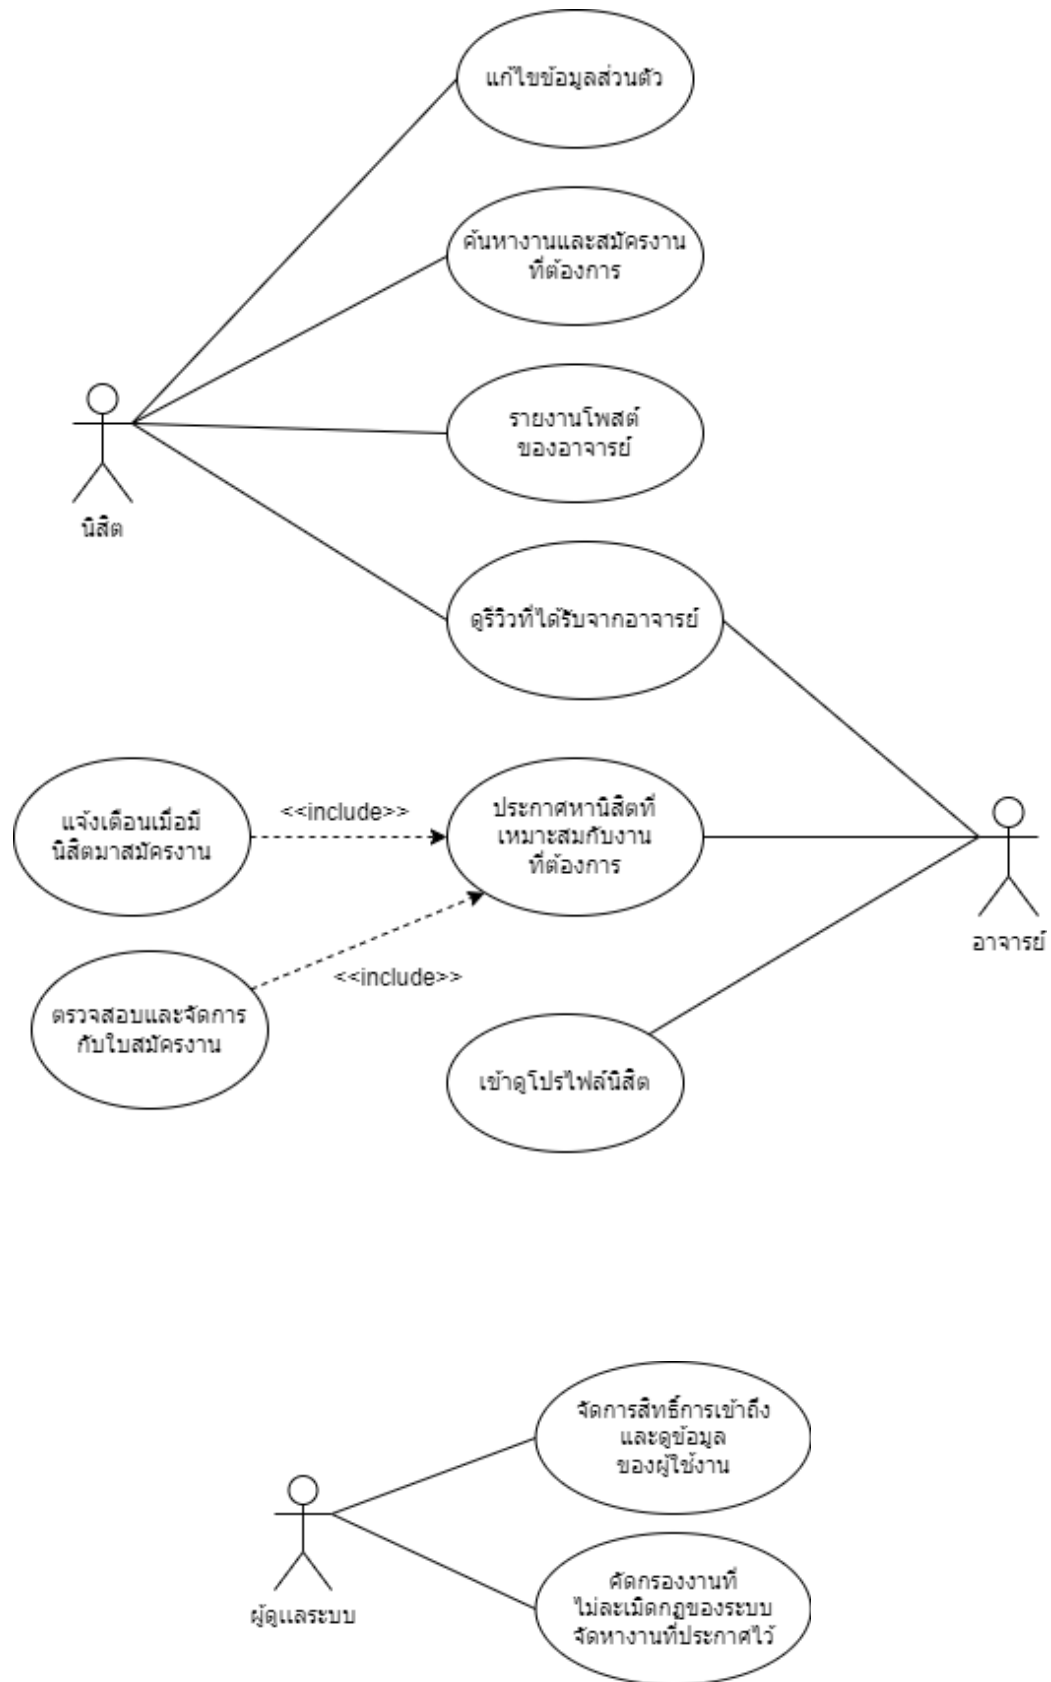 แก้ไขข้อมูลส่วนตัว
ค้นหางานและสมัครงาน
ที่ต้องการ
รายงานโพสต์
ของอาจารย์
นิสิต
ดูรีวิวที่ได้รับจากอาจารย์
แจ้งเตือนเมื่อมี
นิสิตมาสมัครงาน
<<include>>
ประกาศหานิสิตที่
เหมาะสมกับงาน
ที่ต้องการ
อาจารย์
<<include>>
ตรวจสอบและจัดการ
กับใบสมัครงาน
เข้าดูโปรไฟล์นิสิต
จัดการสิทธิ์การเข้าถึง
และดูข้อมูล
ของผู้ใช้งาน
ผู้ดูเเลระบบ
คัดกรองงานที่
ไม่ละเมิดกฏของระบบ
จัดหางานที่ประกาศไว้